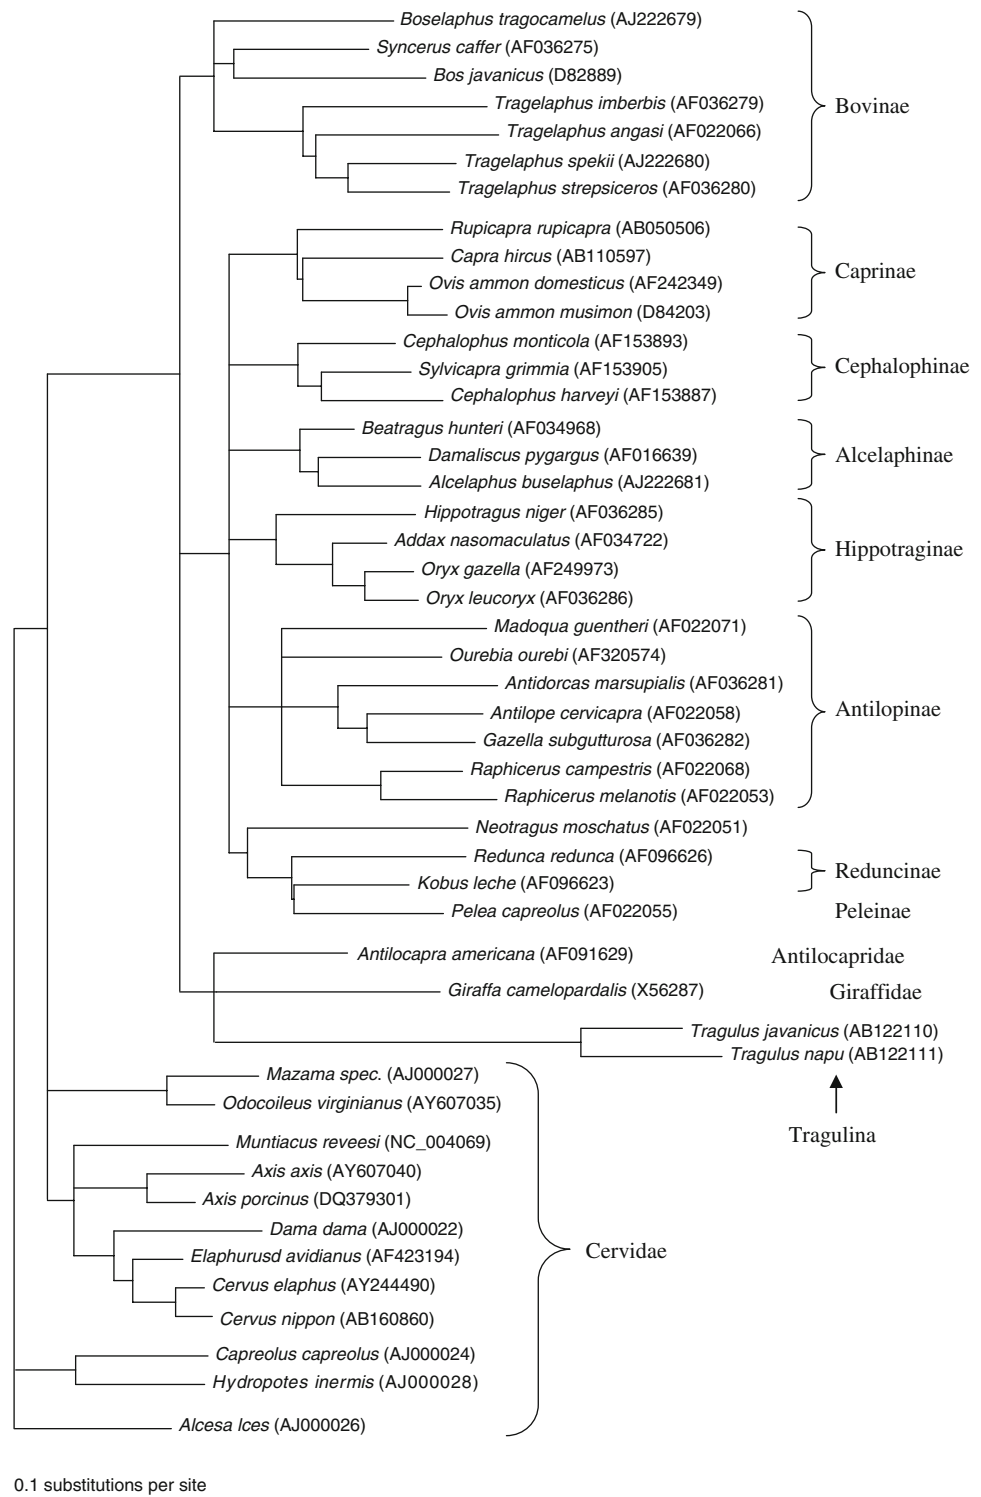 Boselaphus tragocamelus (AJ222679)
Syncerus caffer (AF036275)
Bos javanicus (D82889)
Tragelaphus imberbis (AF036279)
Tragelaphus angasi (AF022066)
Tragelaphus spekii (AJ222680)
Tragelaphus strepsiceros (AF036280)
Bovinae
Rupicapra rupicapra (AB050506)
Capra hircus (AB110597)
Ovis ammon domesticus (AF242349)
Ovis ammon musimon (D84203)
Caprinae
Cephalophus monticola (AF153893)
Sylvicapra grimmia (AF153905)
Cephalophus harveyi (AF153887)
Cephalophinae
Beatragus hunteri (AF034968)
Damaliscus pygargus (AF016639)
Alcelaphus buselaphus (AJ222681)
Alcelaphinae
Hippotragus niger (AF036285)
Addax nasomaculatus (AF034722)
Oryx gazella (AF249973)
Oryx leucoryx (AF036286)
Hippotraginae
Madoqua guentheri (AF022071)
Ourebia ourebi (AF320574)
Antidorcas marsupialis (AF036281)
Antilope cervicapra (AF022058)
Gazella subgutturosa (AF036282)
Raphicerus campestris (AF022068)
Raphicerus melanotis (AF022053)
Antilopinae
Neotragus moschatus (AF022051)
Redunca redunca (AF096626)
Kobus leche (AF096623)
Reduncinae
Pelea capreolus (AF022055)
Peleinae
Antilocapra americana (AF091629)
Antilocapridae
Giraffa camelopardalis (X56287)
Giraffidae
Tragulus javanicus (AB122110)
Tragulus napu (AB122111)
Tragulina
Mazama spec. (AJ000027)
Odocoileus virginianus (AY607035)
Muntiacus reveesi (NC_004069)
Axis axis (AY607040)
Axis porcinus (DQ379301)
Dama dama (AJ000022)
Elaphurusd avidianus (AF423194)
Cervus elaphus (AY244490)
Cervus nippon (AB160860)
Capreolus capreolus (AJ000024)
Hydropotes inermis (AJ000028)
Alcesa lces (AJ000026)
Cervidae
0.1 substitutions per site